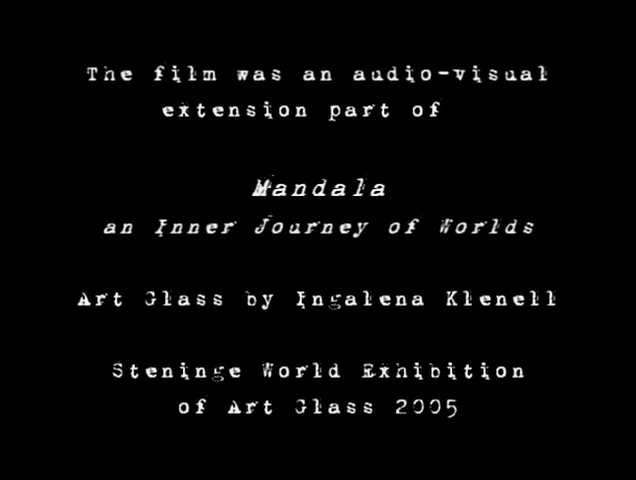 The film was an audio-visual
extension part of
Mandala
an Inner Journey of Worlds
Art Glass by Ingalena Klenell
Steninge World Exhibition
of Art Glass 2005